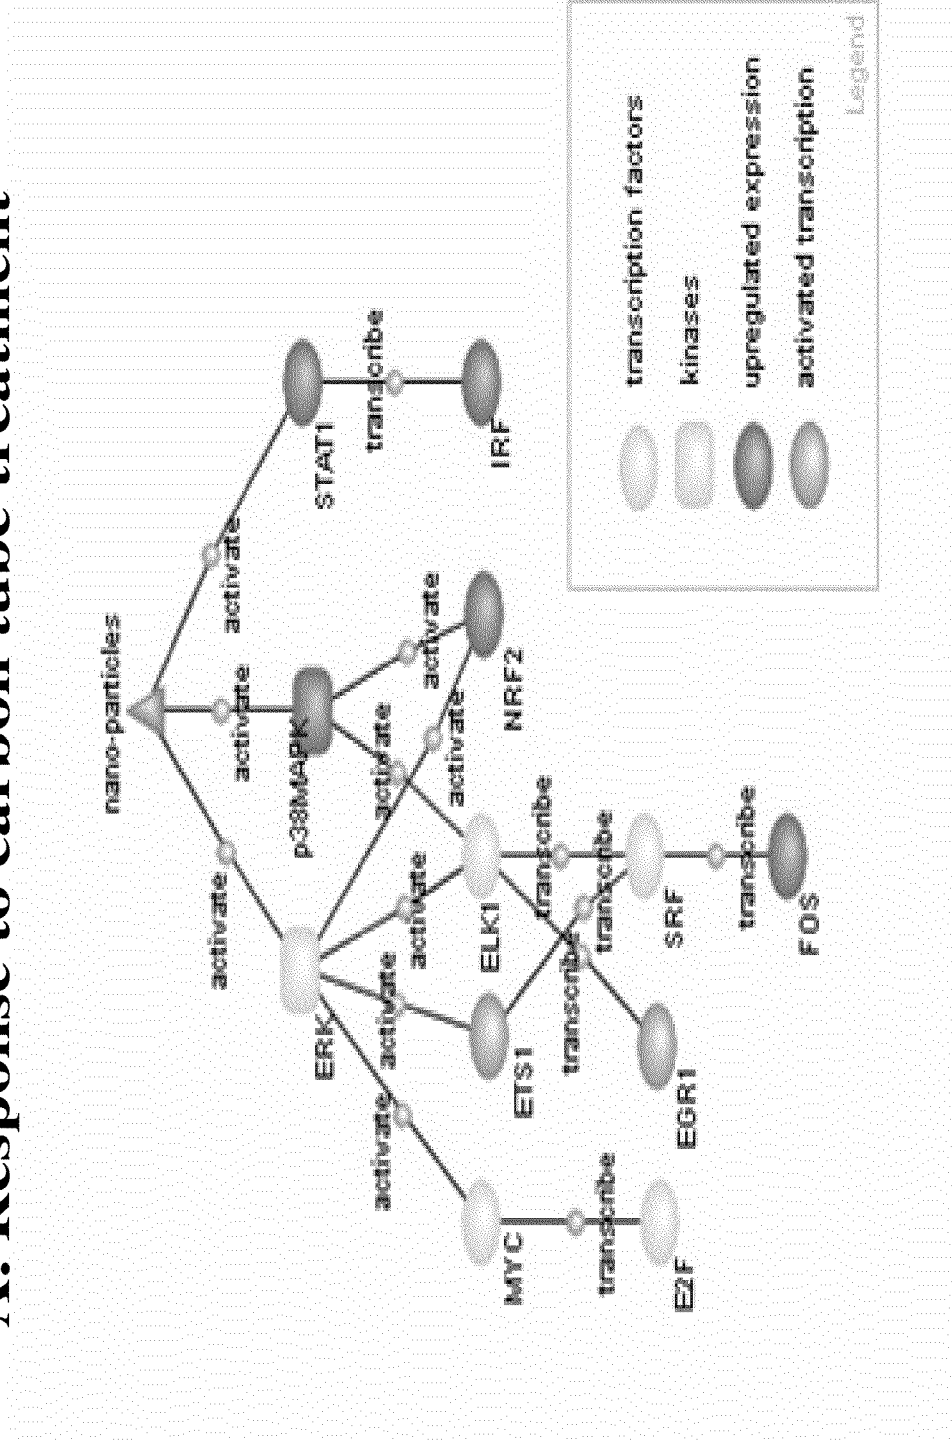 A. Response to carbon tube treatment
nano-particles
activate
activate
activate
ERK
p38MAPK
STAT1
activate
activate
activate
activate
activate
activate
transcribe
MYC
ETS1
ELK1
NRF2
IRF
transcribe
transcribe
transcribe
transcribe
E2F
EGR1
SRF
transcribe
FOS
transcription factors
kinases
upregulated expression
activated transcription
Legend